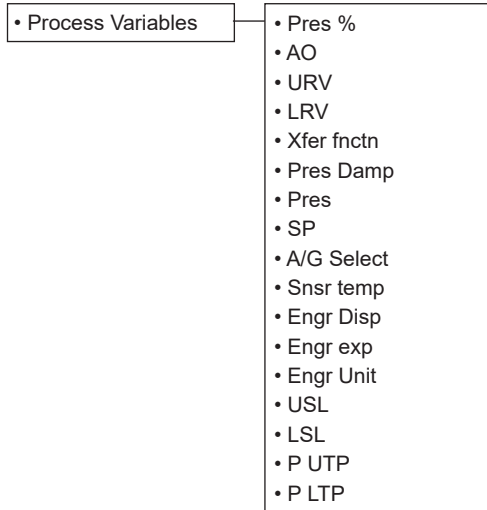 • Process Variables
• Pres %
• AO
• URV
• LRV
• Xfer fnctn
• Pres Damp
• Pres
• SP
• A/G Select
• Snsr temp
• Engr Disp
• Engr exp
• Engr Unit
• USL
• LSL
• P UTP
• P LTP